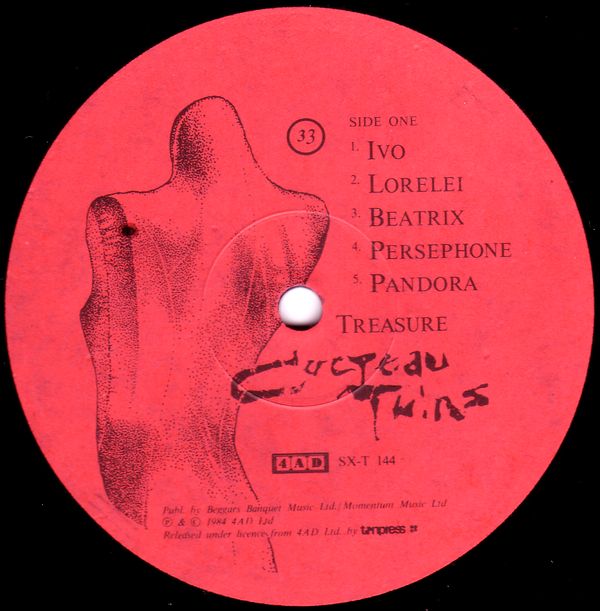 33
SIDE ONE
1. IVO
2. LORELEI
3. BEATRIX
4. PERSEPHONE
5. PANDORA
TREASURE
Cocteau
Twins
4AD SX-T 144
Publ. by Beggars Banquet Music Ltd./Momentum Music Ltd
Ⓟ & © 1984 4AD Ltd
Released under licence from 4AD Ltd. by tonpress